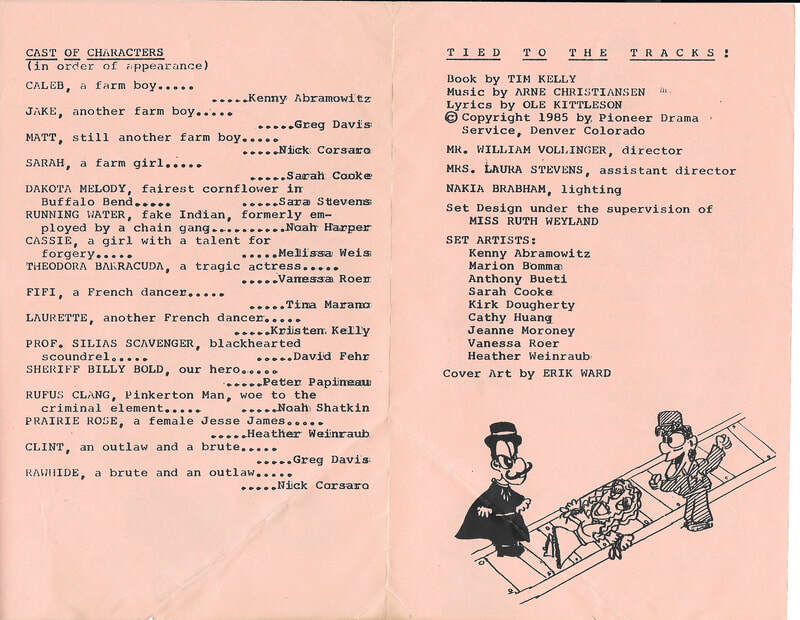 CAST OF CHARACTERS
(in order of appearance)
CALEB, a farm boy.....
.....Kenny Abramowitz
JAKE, another farm boy.....
.....Greg Davis
MATT, still another farm boy.....
.....Nick Corsaro
SARAH, a farm girl.....
.....Sarah Cooke
DAKOTA MELODY, fairest cornflower in
Buffalo Bend..... .....Sara Stevens
RUNNING WATER, fake Indian, formerly em-
ployed by a chain gang.....Noah Harper
CASSIE, a girl with a talent for
forgery..... .....Melissa Weis
THEODORA BARRACUDA, a tragic actress.....
.....Vanessa Roer
FIFI, a French dancer.....
.....Tina Marano
LAURETTE, another French dancer.....
.....Kristen Kelly
PROF. SILIAS SCAVENGER, blackhearted
scoundrel..... .....David Fehr
SHERIFF BILLY BOLD, our hero.....
.....Peter Papineau
RUFUS CLANG, Pinkerton Man, woe to the
criminal element..... .....Noah Shatkin
PRAIRIE ROSE, a female Jesse James.....
.....Heather Weinraub
CLINT, an outlaw and a brute.....
.....Greg Davis
RAWHIDE, a brute and an outlaw.....
.....Nick Corsaro
TIED TO THE TRACKS!
Book by TIM KELLY
Music by ARNE CHRISTIANSEN
Lyrics by OLE KITTLESON
© Copyright 1985 by Pioneer Drama
Service, Denver Colorado
MR. WILLIAM VOLLINGER, director
MRS. LAURA STEVENS, assistant director
NAKIA BRABHAM, lighting
Set Design under the supervision of
MISS RUTH WEYLAND
SET ARTISTS:
Kenny Abramowitz
Marion Bomma
Anthony Bueti
Sarah Cooke
Kirk Dougherty
Cathy Huang
Jeanne Moroney
Vanessa Roer
Heather Weinraub
Cover Art by ERIK WARD